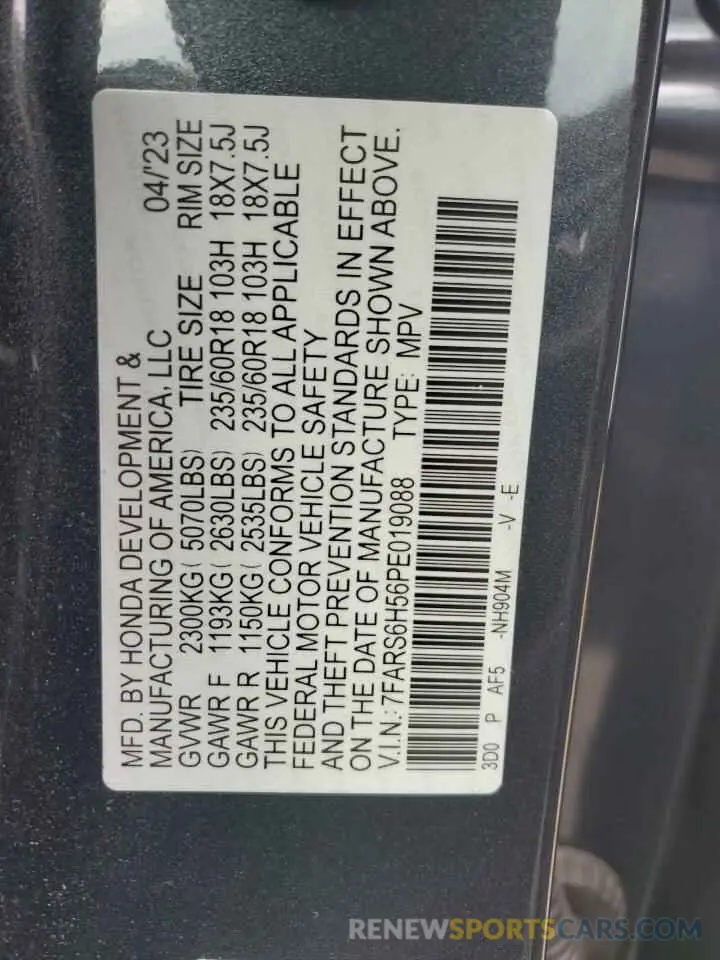 MFD. BY HONDA DEVELOPMENT &
MANUFACTURING OF AMERICA, LLC 04/'23
GVWR 2300KG( 5070LBS) TIRE SIZE RIM SIZE
GAWR F 1193KG( 2630LBS) 235/60R18 103H 18X7.5J
GAWR R 1150KG( 2535LBS) 235/60R18 103H 18X7.5J
THIS VEHICLE CONFORMS TO ALL APPLICABLE
FEDERAL MOTOR VEHICLE SAFETY
AND THEFT PREVENTION STANDARDS IN EFFECT
ON THE DATE OF MANUFACTURE SHOWN ABOVE.
V.I.N.: 7FARS6H56PE019088 TYPE: MPV
3D0 P AF5 -NH904M -V -E
RENEWSPORTSCARS.COM